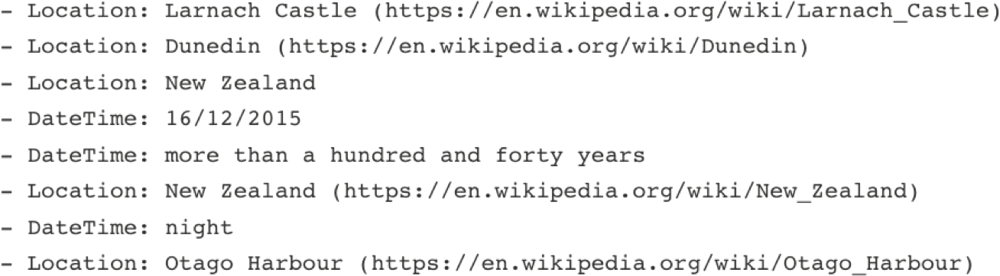 – Location: Larnach Castle (https://en.wikipedia.org/wiki/Larnach_Castle)
– Location: Dunedin (https://en.wikipedia.org/wiki/Dunedin)
– Location: New Zealand
– DateTime: 16/12/2015
– DateTime: more than a hundred and forty years
– Location: New Zealand (https://en.wikipedia.org/wiki/New_Zealand)
– DateTime: night
– Location: Otago Harbour (https://en.wikipedia.org/wiki/Otago_Harbour)